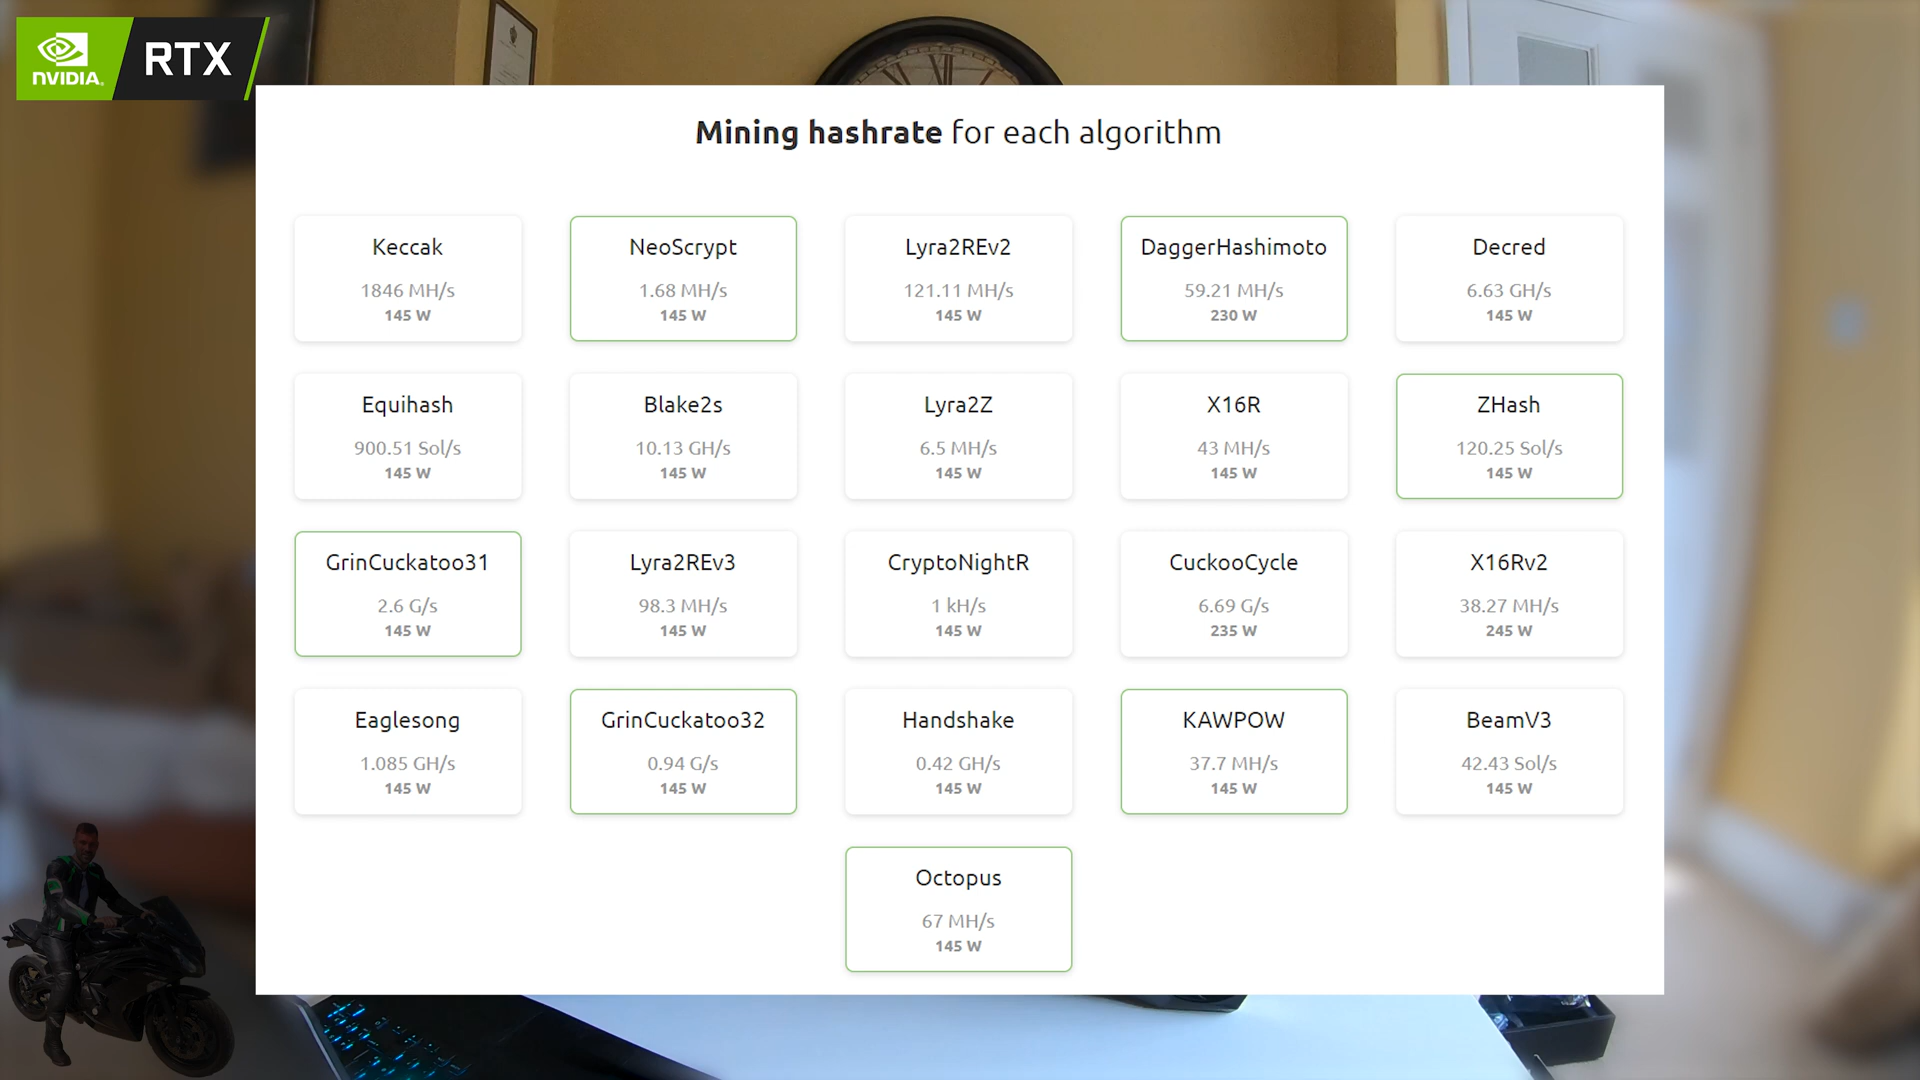 NVIDIA.
RTX
Mining hashrate for each algorithm
Keccak
1846 MH/s
145 W
NeoScrypt
1.68 MH/s
145 W
Lyra2REv2
121.11 MH/s
145 W
DaggerHashimoto
59.21 MH/s
230 W
Decred
6.63 GH/s
145 W
Equihash
900.51 Sol/s
145 W
Blake2s
10.13 GH/s
145 W
Lyra2Z
6.5 MH/s
145 W
X16R
43 MH/s
145 W
ZHash
120.25 Sol/s
145 W
GrinCuckatoo31
2.6 G/s
145 W
Lyra2REv3
98.3 MH/s
145 W
CryptoNightR
1 kH/s
145 W
CuckooCycle
6.69 G/s
235 W
X16Rv2
38.27 MH/s
245 W
Eaglesong
1.085 GH/s
145 W
GrinCuckatoo32
0.94 G/s
145 W
Handshake
0.42 GH/s
145 W
KAWPOW
37.7 MH/s
145 W
BeamV3
42.43 Sol/s
145 W
Octopus
67 MH/s
145 W